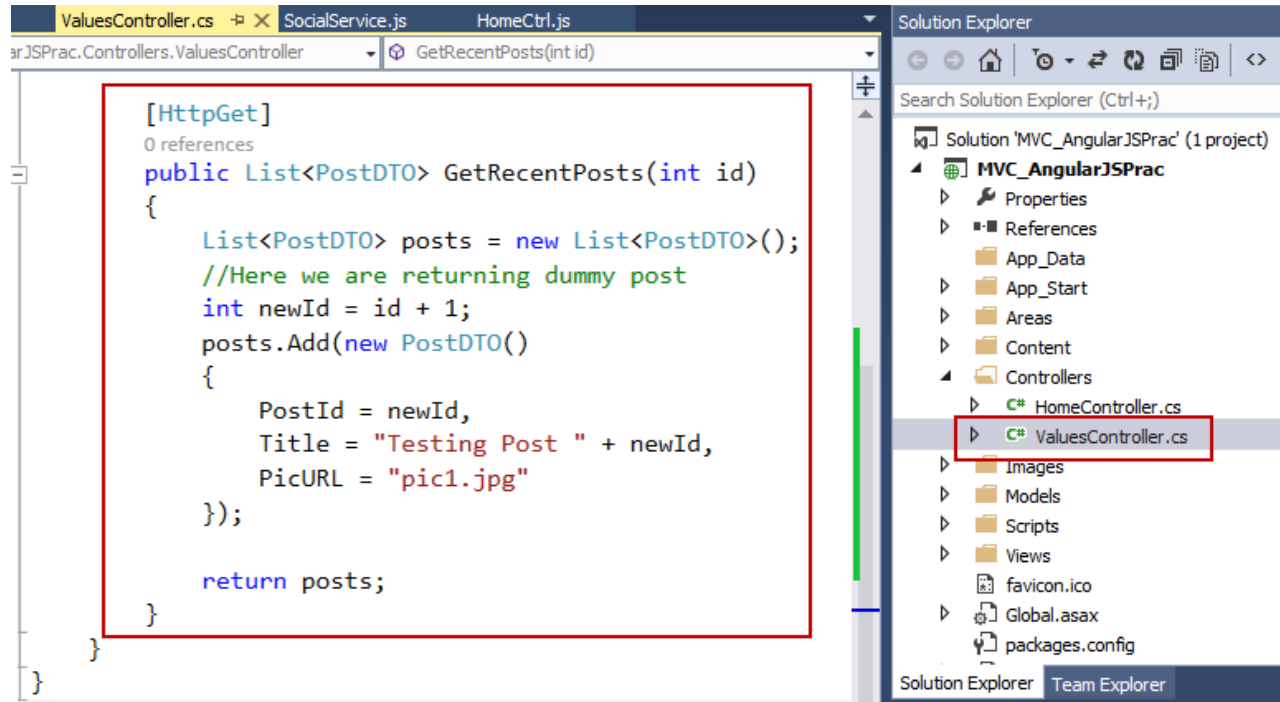 ValuesController.cs SocialService.js HomeCtrl.js
arJSPrac.Controllers.ValuesController GetRecentPosts(int id)
[HttpGet]
0 references
public List<PostDTO> GetRecentPosts(int id)
{
List<PostDTO> posts = new List<PostDTO>();
//Here we are returning dummy post
int newId = id + 1;
posts.Add(new PostDTO()
{
PostId = newId,
Title = "Testing Post " + newId,
PicURL = "pic1.jpg"
});
return posts;
}
}
}
Solution Explorer
Search Solution Explorer (Ctrl+;)
Solution 'MVC_AngularJSPrac' (1 project)
MVC_AngularJSPrac
Properties
References
App_Data
App_Start
Areas
Content
Controllers
C# HomeController.cs
C# ValuesController.cs
Images
Models
Scripts
Views
favicon.ico
Global.asax
packages.config
Solution Explorer Team Explorer